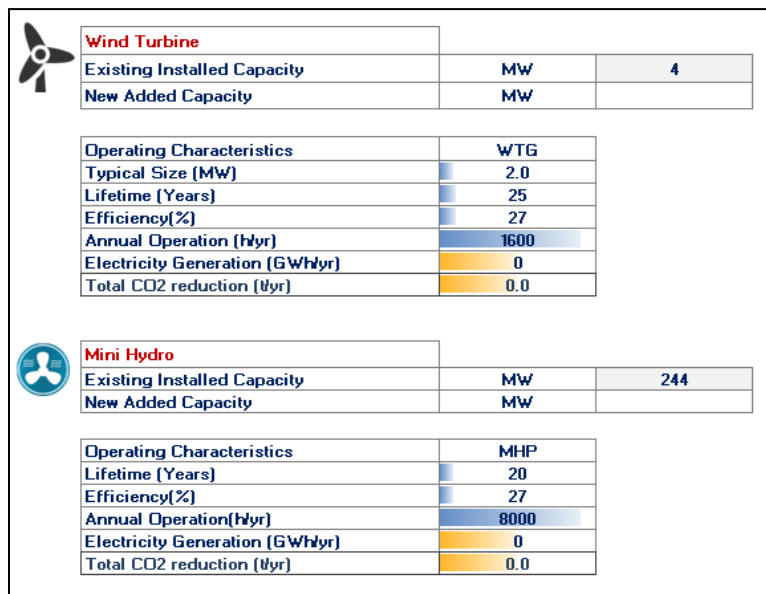 Wind Turbine
Existing Installed Capacity MW 4
New Added Capacity MW
Operating Characteristics WTG
Typical Size (MW) 2.0
Lifetime (Years) 25
Efficiency(%) 27
Annual Operation (h/yr) 1600
Electricity Generation (GWh/yr) 0
Total CO2 reduction (t/yr) 0.0
Mini Hydro
Existing Installed Capacity MW 244
New Added Capacity MW
Operating Characteristics MHP
Lifetime (Years) 20
Efficiency(%) 27
Annual Operation(h/yr) 8000
Electricity Generation (GWh/yr) 0
Total CO2 reduction (t/yr) 0.0